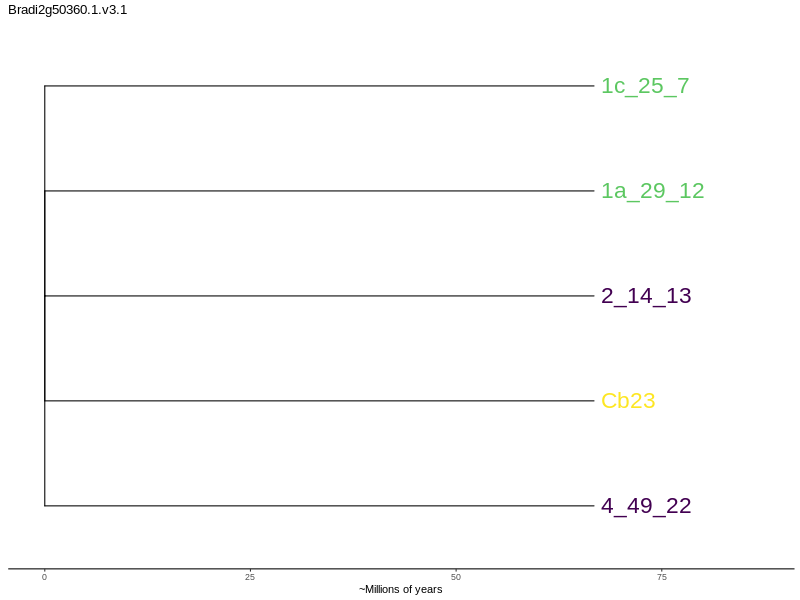 Bradi2g50360.1.v3.1
1c_25_7
1a_29_12
2_14_13
Cb23
4_49_22
0 25 50 75
~Millions of years